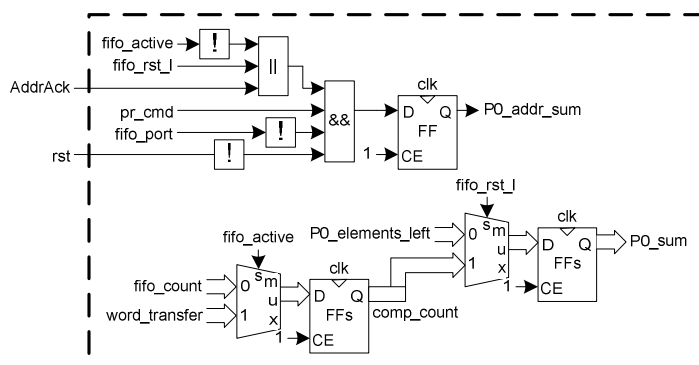 fifo_active
!
fifo_rst_l
||
AddrAck
clk
pr_cmd
D Q
P0_addr_sum
&&
fifo_port
!
FF
rst
!
1
CE
fifo_rst_l
clk
P0_elements_left
0
s
m
u
x
1
D Q
P0_sum
FFs
1
CE
fifo_active
clk
fifo_count
0
s
m
u
x
D Q
word_transfer
1
FFs
comp_count
1
CE